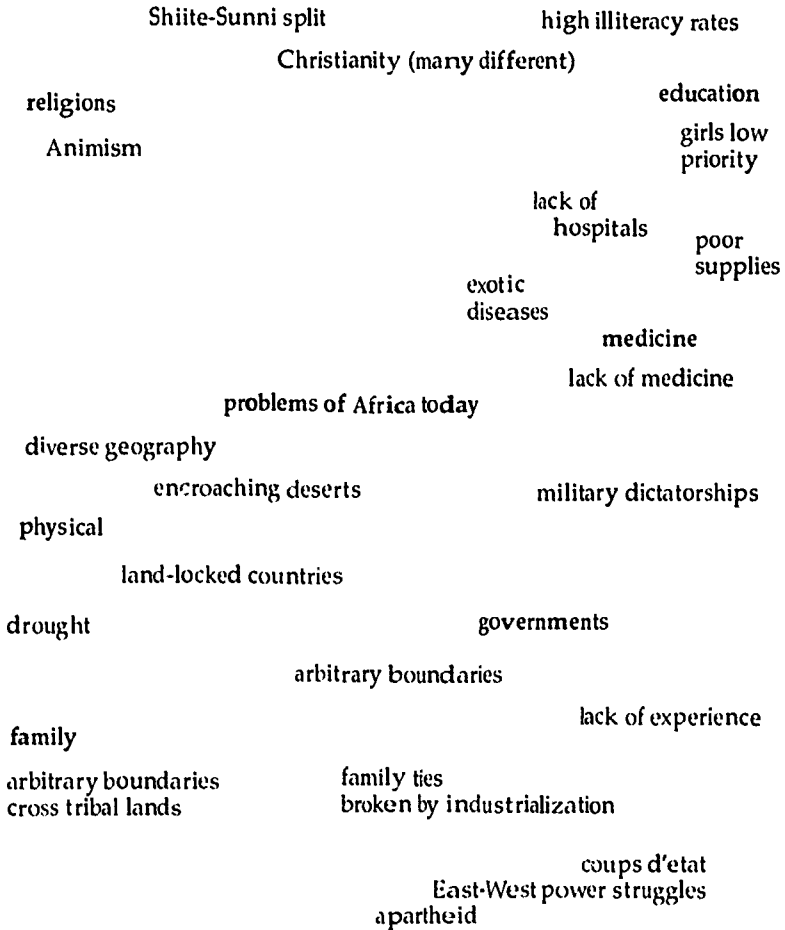 Shiite-Sunni split
high illiteracy rates
Christianity (many different)
religions
education
Animism
girls low
priority
lack of
hospitals
poor
supplies
exotic
diseases
medicine
lack of medicine
problems of Africa today
diverse geography
encroaching deserts
military dictatorships
physical
land-locked countries
drought
governments
arbitrary boundaries
lack of experience
family
arbitrary boundaries
cross tribal lands
family ties
broken by industrialization
coups d'etat
East-West power struggles
apartheid